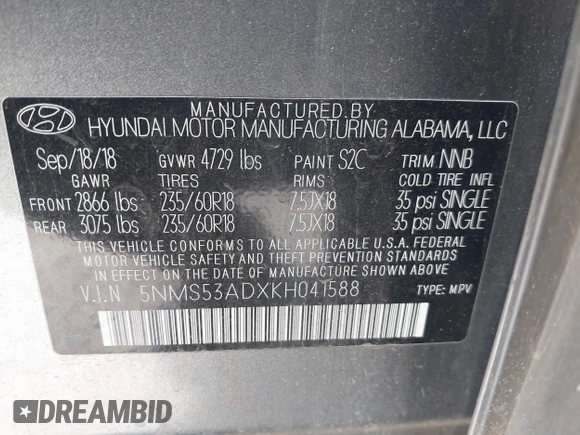 MANUFACTURED BY
HYUNDAI MOTOR MANUFACTURING ALABAMA, LLC
Sep/18/18 GVWR 4729 lbs PAINT S2C TRIM NNB
GAWR TIRES RIMS COLD TIRE INFL
FRONT 2866 lbs 235/60R18 7.5JX18 35 psi SINGLE
REAR 3075 lbs 235/60R18 7.5JX18 35 psi SINGLE
THIS VEHICLE CONFORMS TO ALL APPLICABLE U.S.A. FEDERAL
MOTOR VEHICLE SAFETY AND THEFT PREVENTION STANDARDS
IN EFFECT ON THE DATE OF MANUFACTURE SHOWN ABOVE.
V.I.N 5NMS53ADXKH041588 TYPE: MPV
DREAMBID